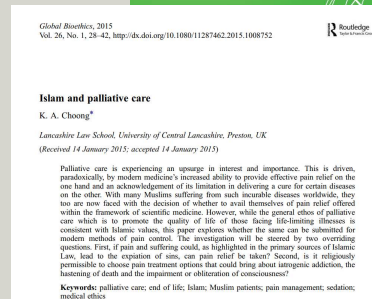 Global Bioethics, 2015
Vol. 26, No. 1, 28–42, http://dx.doi.org/10.1080/11287462.2015.1008752
Routledge
Taylor & Francis Group
Islam and palliative care
K. A. Choong*
Lancashire Law School, University of Central Lancashire, Preston, UK
(Received 14 January 2015; accepted 14 January 2015)
Palliative care is experiencing an upsurge in interest and importance. This is driven,
paradoxically, by modern medicine's increased ability to provide effective pain relief on the
one hand and an acknowledgement of its limitation in delivering a cure for certain diseases
on the other. With many Muslims suffering from such incurable diseases worldwide, they
too are now faced with the decision of whether to avail themselves of pain relief offered
within the framework of scientific medicine. However, while the general ethos of palliative
care which is to promote the quality of life of those facing life-limiting illnesses is
consistent with Islamic values, this paper explores whether the same can be submitted for
modern methods of pain control. The investigation will be steered by two overriding
questions. First, if pain and suffering could, as highlighted in the primary sources of Islamic
Law, lead to the expiation of sins, can pain relief be taken? Second, is it religiously
permissible to choose pain treatment options that could bring about iatrogenic addiction, the
hastening of death and the impairment or obliteration of consciousness?
Keywords: palliative care; end of life; Islam; Muslim patients; pain management; sedation;
medical ethics